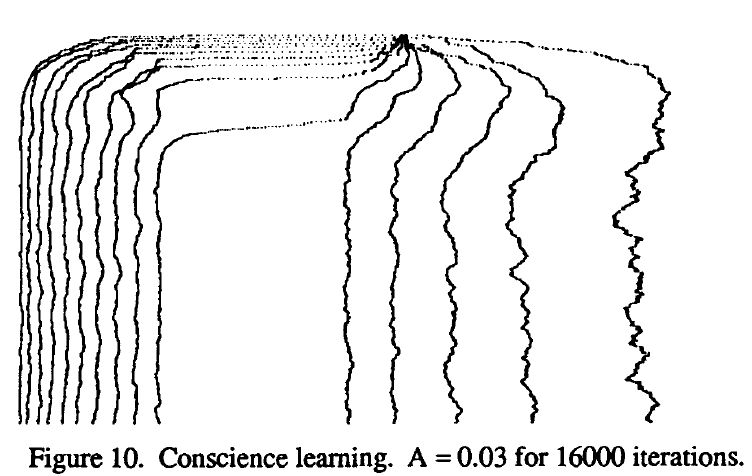 Figure 10. Conscience learning. A = 0.03 for 16000 iterations.